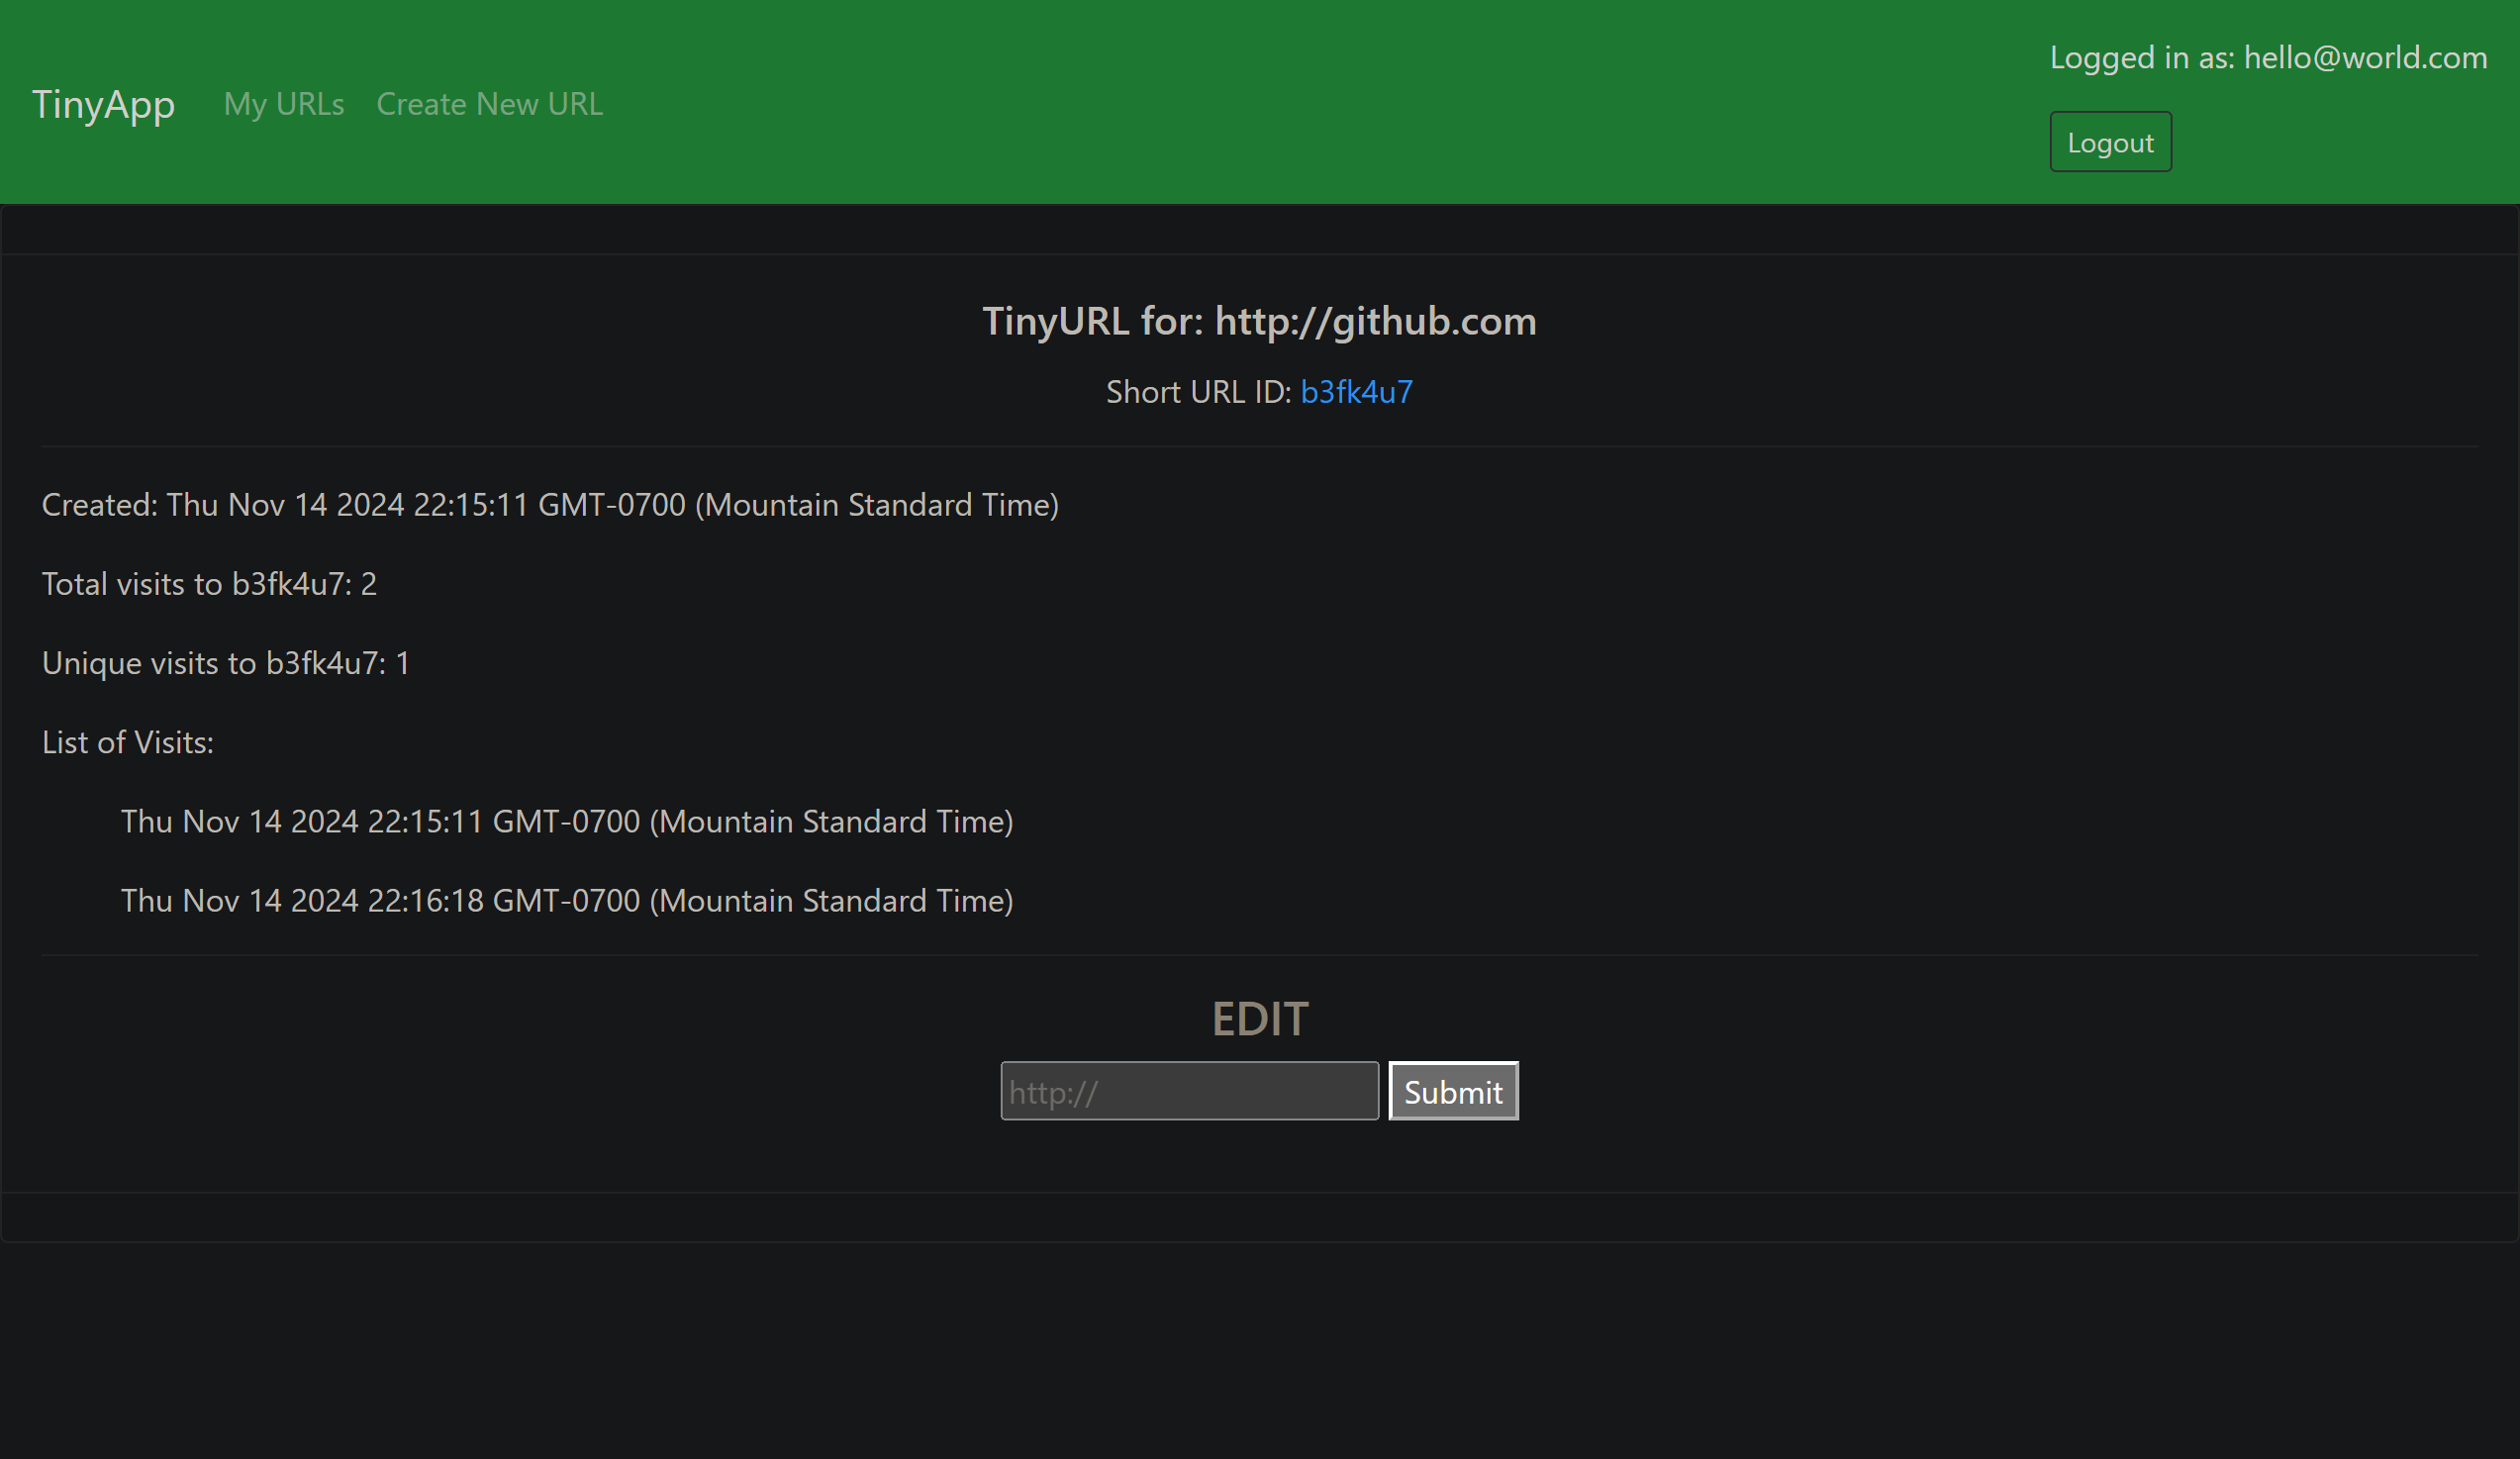 TinyApp
My URLs
Create New URL
Logged in as: hello@world.com
Logout
TinyURL for: http://github.com
Short URL ID: b3fk4u7
Created: Thu Nov 14 2024 22:15:11 GMT-0700 (Mountain Standard Time)
Total visits to b3fk4u7: 2
Unique visits to b3fk4u7: 1
List of Visits:
Thu Nov 14 2024 22:15:11 GMT-0700 (Mountain Standard Time)
Thu Nov 14 2024 22:16:18 GMT-0700 (Mountain Standard Time)
EDIT
http://
Submit